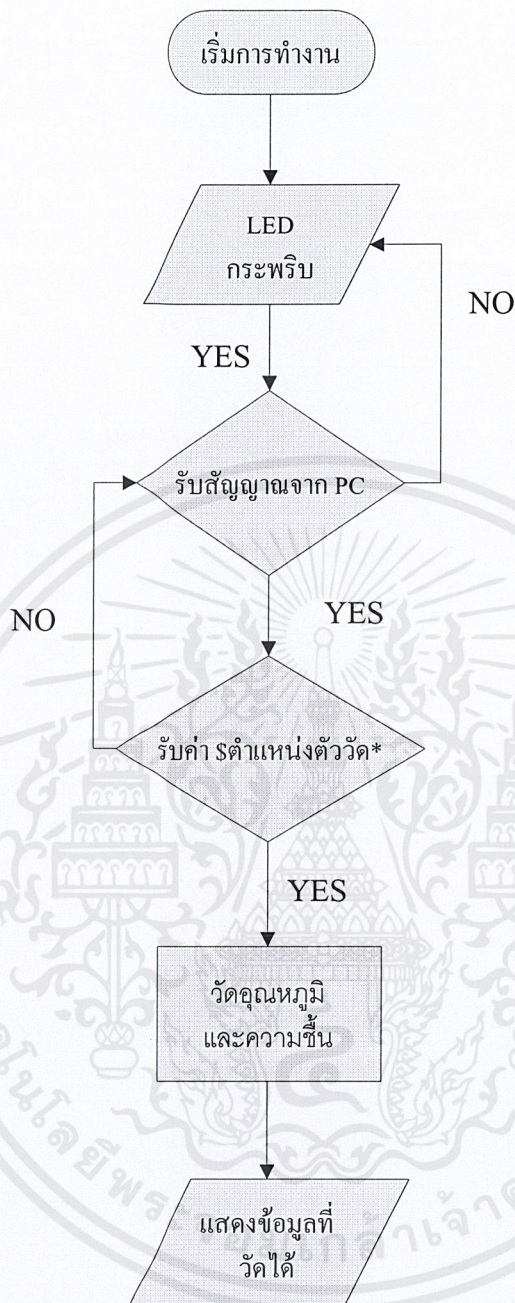 เริ่มการทำงาน
LED
กระพริบ
NO
YES
รับสัญญาณจาก PC
NO
YES
รับค่า $ตำแหน่งตัววัด*
YES
วัดอุณหภูมิ
และความชื้น
แสดงข้อมูลที่
วัดได้